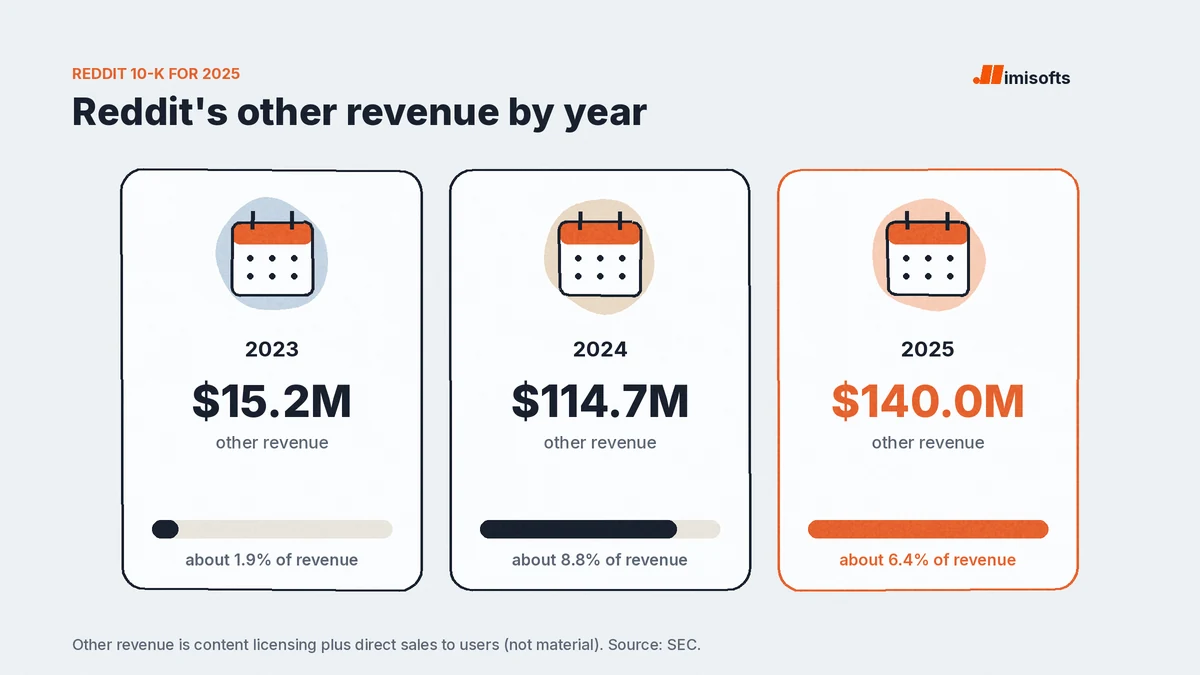 REDDIT 10-K FOR 2025
imisofts
Reddit's other revenue by year
2023
$15.2M
other revenue
about 1.9% of revenue
2024
$114.7M
other revenue
about 8.8% of revenue
2025
$140.0M
other revenue
about 6.4% of revenue
Other revenue is content licensing plus direct sales to users (not material). Source: SEC.